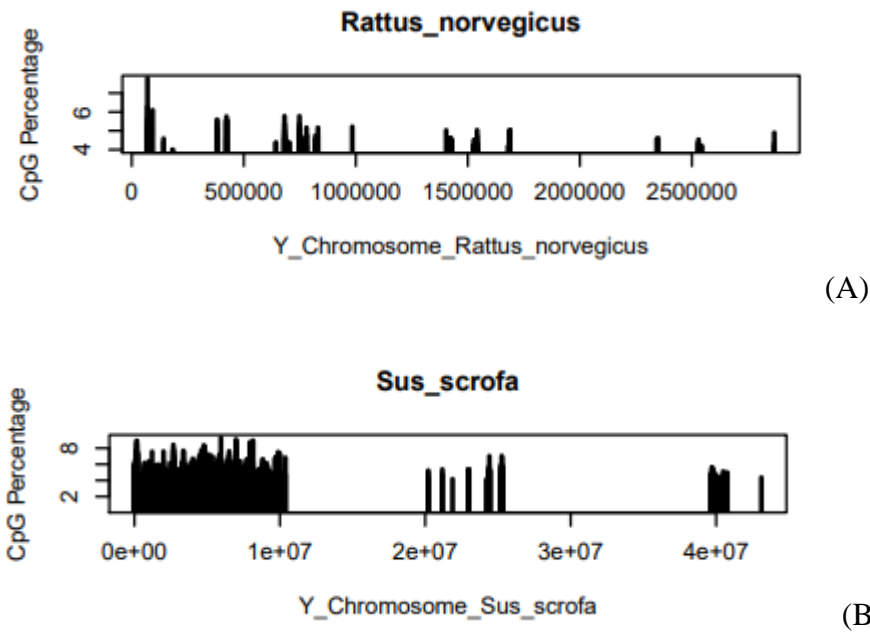 Rattus_norvegicus
CpG Percentage
4 6
0 500000 1000000 1500000 2000000 2500000
Y_Chromosome_Rattus_norvegicus
(A)
Sus_scrofa
CpG Percentage
2 8
0e+00 1e+07 2e+07 3e+07 4e+07
Y_Chromosome_Sus_scrofa
(B